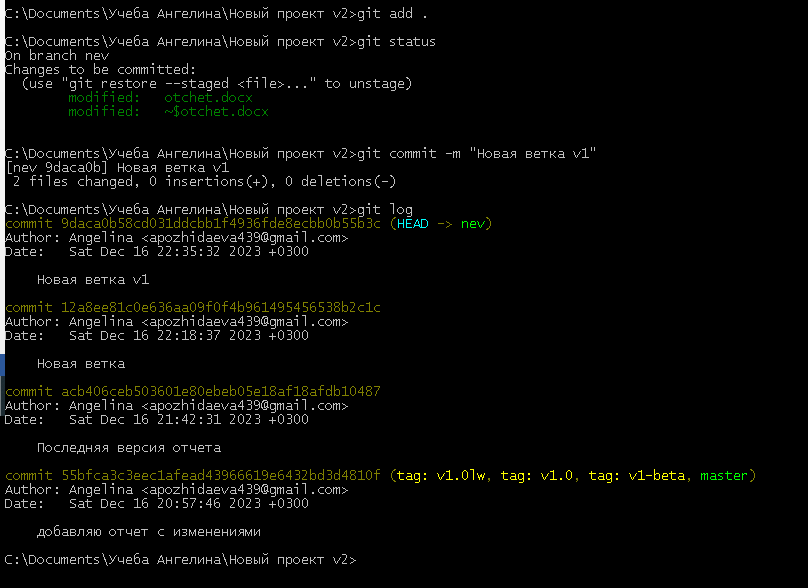 C:\Documents\Учеба Ангелина\Новый проект v2>git add .
C:\Documents\Учеба Ангелина\Новый проект v2>git status
On branch nev
Changes to be committed:
  (use "git restore --staged <file>..." to unstage)
        modified:   otchet.docx
        modified:   ~$otchet.docx
C:\Documents\Учеба Ангелина\Новый проект v2>git commit -m "Новая ветка v1"
[nev 9daca0b] Новая ветка v1
 2 files changed, 0 insertions(+), 0 deletions(-)
C:\Documents\Учеба Ангелина\Новый проект v2>git log
commit 9daca0b58cd031ddcbb1f4936fde8ecbb0b55b3c (HEAD -> nev)
Author: Angelina <apozhidaeva439@gmail.com>
Date:   Sat Dec 16 22:35:32 2023 +0300
    Новая ветка v1
commit 12a8ee81c0e636aa09f0f4b961495456538b2c1c
Author: Angelina <apozhidaeva439@gmail.com>
Date:   Sat Dec 16 22:18:37 2023 +0300
    Новая ветка
commit acb406ceb503601e80ebeb05e18af18afdb10487
Author: Angelina <apozhidaeva439@gmail.com>
Date:   Sat Dec 16 21:42:31 2023 +0300
    Последняя версия отчета
commit 55bfca3c3eec1afead43966619e6432bd3d4810f (tag: v1.0lw, tag: v1.0, tag: v1-beta, master)
Author: Angelina <apozhidaeva439@gmail.com>
Date:   Sat Dec 16 20:57:46 2023 +0300
    добавляю отчет с изменениями
C:\Documents\Учеба Ангелина\Новый проект v2>